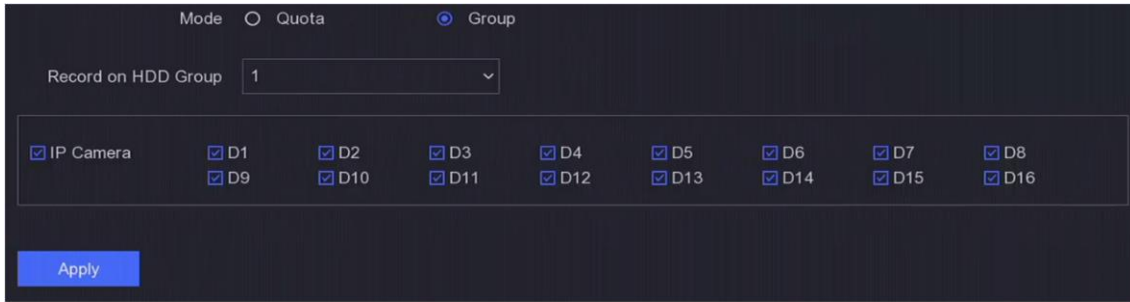 Mode Quota Group
Record on HDD Group 1
IP Camera D1 D2 D3 D4 D5 D6 D7 D8
D9 D10 D11 D12 D13 D14 D15 D16
Apply